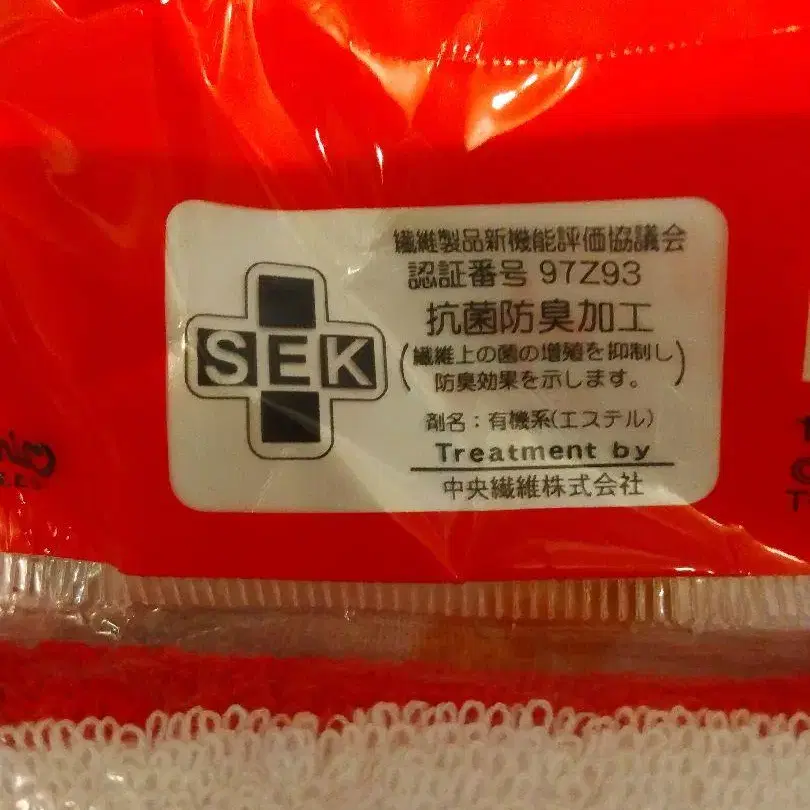 繊維製品新機能評価協議会
認証番号 97Z93
抗菌防臭加工
(繊維上の菌の増殖を抑制し
防臭効果を示します。)
剤名:有機系(エステル)
Treatment by
中央繊維株式会社
SEK